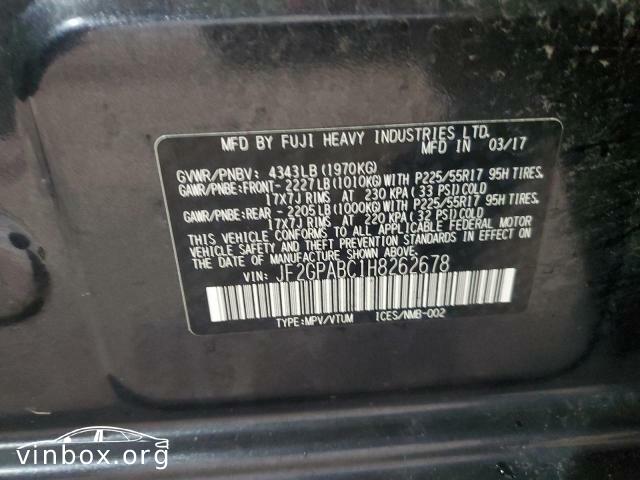 MFD BY FUJI HEAVY INDUSTRIES LTD.
MFD IN 03/17
GVWR/PNBV: 4343LB(1970KG)
GAWR/PNBE:FRONT-2227LB(1010KG)WITH P225/55R17 95H TIRES.
17X7J RIMS AT 230 KPA(33 PSI)COLD
GAWR/PNBE:REAR -2205LB(1000KG)WITH P225/55R17 95H TIRES.
17X7J RIMS AT 220 KPA(32 PSI)COLD
THIS VEHICLE CONFORMS TO ALL APPLICABLE FEDERAL MOTOR
VEHICLE SAFETY AND THEFT PREVENTION STANDARDS IN EFFECT
ON THE DATE OF MANUFACTURE SHOWN ABOVE.
VIN: JF2GPABC1H8262678
TYPE:MPV/VTUM ICES/NMB-002
vinbox.org